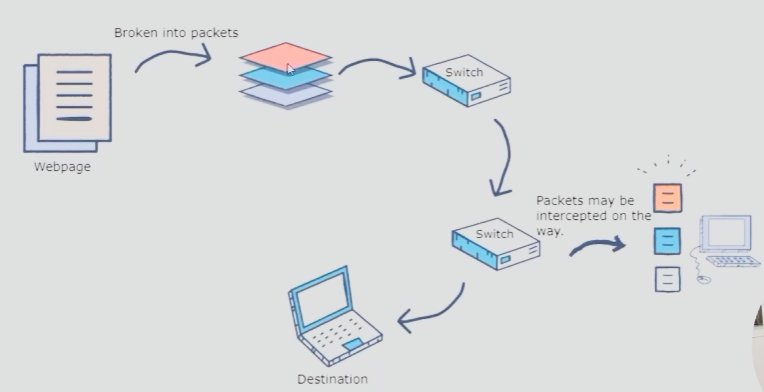 Broken into packets
Switch
Webpage
Packets may be
intercepted on the
way.
Switch
Destination